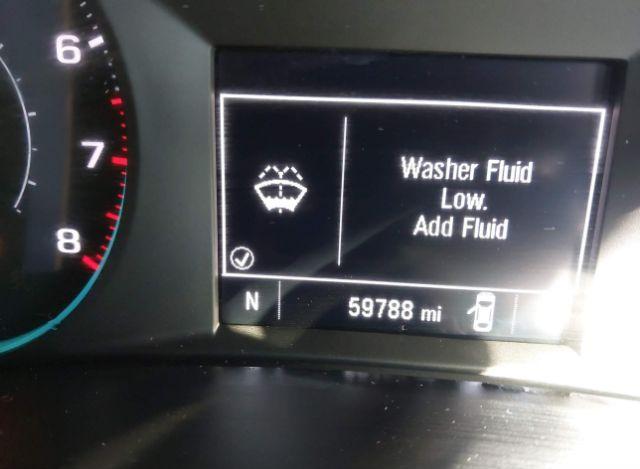 6
7
8
Washer Fluid
Low.
Add Fluid
N
59788 mi